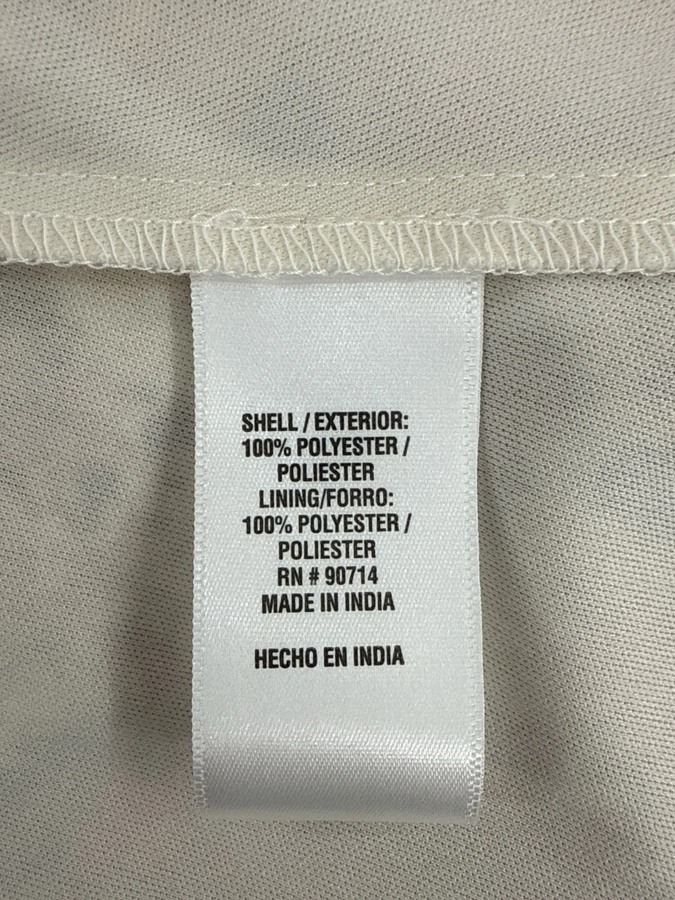 SHELL / EXTERIOR:
100% POLYESTER /
POLIESTER
LINING/FORRO:
100% POLYESTER /
POLIESTER
RN # 90714
MADE IN INDIA
HECHO EN INDIA